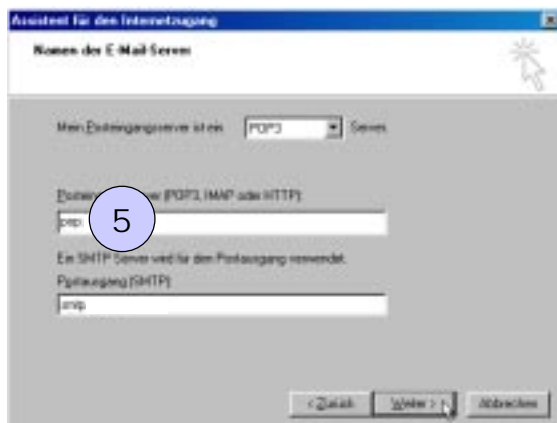 Assistent für den Internetzugang
Namen der E-Mail-Server
Mein Posteingangsserver ist ein POP3 Server.
(POP3, IMAP oder HTTP):
pop
5
Ein SMTP Server wird für den Postausgang verwendet.
Postausgang (SMTP):
smtp
< Zurück Weiter > Abbrechen